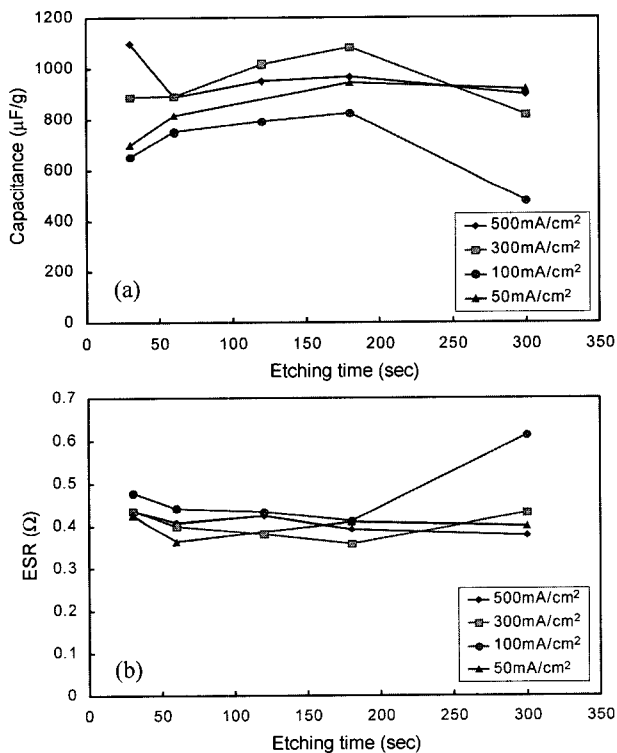 1200
1000
800
600
400
200
0
Capacitance (µF/g)
(a)
500mA/cm²
300mA/cm²
100mA/cm²
50mA/cm²
0 50 100 150 200 250 300 350
Etching time (sec)
0.7
0.6
0.5
0.4
0.3
0.2
0.1
0
ESR (Ω)
(b)
500mA/cm²
300mA/cm²
100mA/cm²
50mA/cm²
0 50 100 150 200 250 300 350
Etching time (sec)